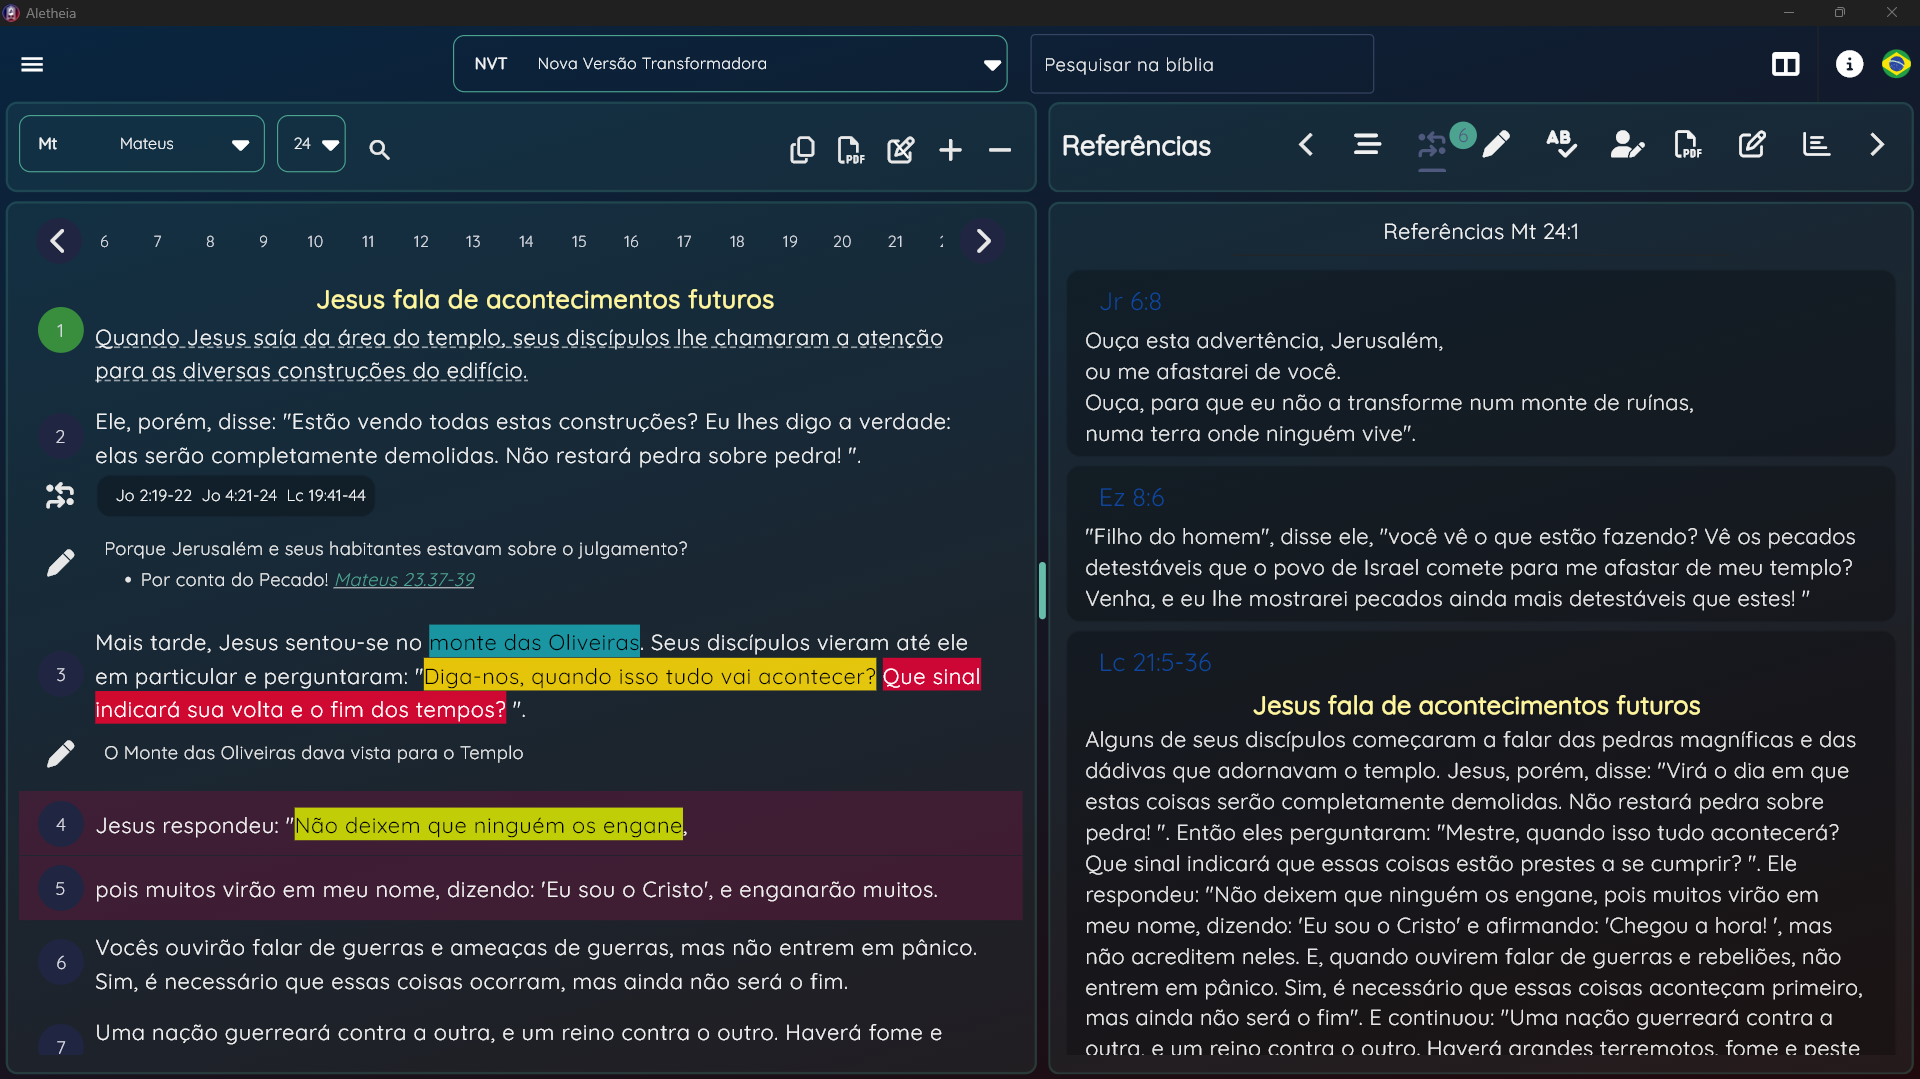 Aletheia
NVT Nova Versão Transformadora
Pesquisar na bíblia
Mt Mateus
24
PDF
6 7 8 9 10 11 12 13 14 15 16 17 18 19 20 21
Jesus fala de acontecimentos futuros
1
Quando Jesus saía da área do templo, seus discípulos lhe chamaram a atenção
para as diversas construções do edifício.
2
Ele, porém, disse: "Estão vendo todas estas construções? Eu lhes digo a verdade:
elas serão completamente demolidas. Não restará pedra sobre pedra! ".
Jo 2:19-22 Jo 4:21-24 Lc 19:41-44
Porque Jerusalém e seus habitantes estavam sobre o julgamento?
• Por conta do Pecado! Mateus 23.37-39
3
Mais tarde, Jesus sentou-se no monte das Oliveiras. Seus discípulos vieram até ele
em particular e perguntaram: "Diga-nos, quando isso tudo vai acontecer? Que sinal
indicará sua volta e o fim dos tempos? ".
O Monte das Oliveiras dava vista para o Templo
4
Jesus respondeu: "Não deixem que ninguém os engane,
5
pois muitos virão em meu nome, dizendo: 'Eu sou o Cristo', e enganarão muitos.
6
Vocês ouvirão falar de guerras e ameaças de guerras, mas não entrem em pânico.
Sim, é necessário que essas coisas ocorram, mas ainda não será o fim.
7
Uma nação guerreará contra a outra, e um reino contra o outro. Haverá fome e
Referências
6
AB
PDF
Referências Mt 24:1
Jr 6:8
Ouça esta advertência, Jerusalém,
ou me afastarei de você.
Ouça, para que eu não a transforme num monte de ruínas,
numa terra onde ninguém vive".
Ez 8:6
"Filho do homem", disse ele, "você vê o que estão fazendo? Vê os pecados
detestáveis que o povo de Israel comete para me afastar de meu templo?
Venha, e eu lhe mostrarei pecados ainda mais detestáveis que estes! "
Lc 21:5-36
Jesus fala de acontecimentos futuros
Alguns de seus discípulos começaram a falar das pedras magníficas e das
dádivas que adornavam o templo. Jesus, porém, disse: "Virá o dia em que
estas coisas serão completamente demolidas. Não restará pedra sobre
pedra! ". Então eles perguntaram: "Mestre, quando isso tudo acontecerá?
Que sinal indicará que essas coisas estão prestes a se cumprir? ". Ele
respondeu: "Não deixem que ninguém os engane, pois muitos virão em
meu nome, dizendo: 'Eu sou o Cristo' e afirmando: 'Chegou a hora! ', mas
não acreditem neles. E, quando ouvirem falar de guerras e rebeliões, não
entrem em pânico. Sim, é necessário que essas coisas aconteçam primeiro,
mas ainda não será o fim". E continuou: "Uma nação guerreará contra a
outra, e um reino contra o outro. Haverá grandes terremotos, fome e peste